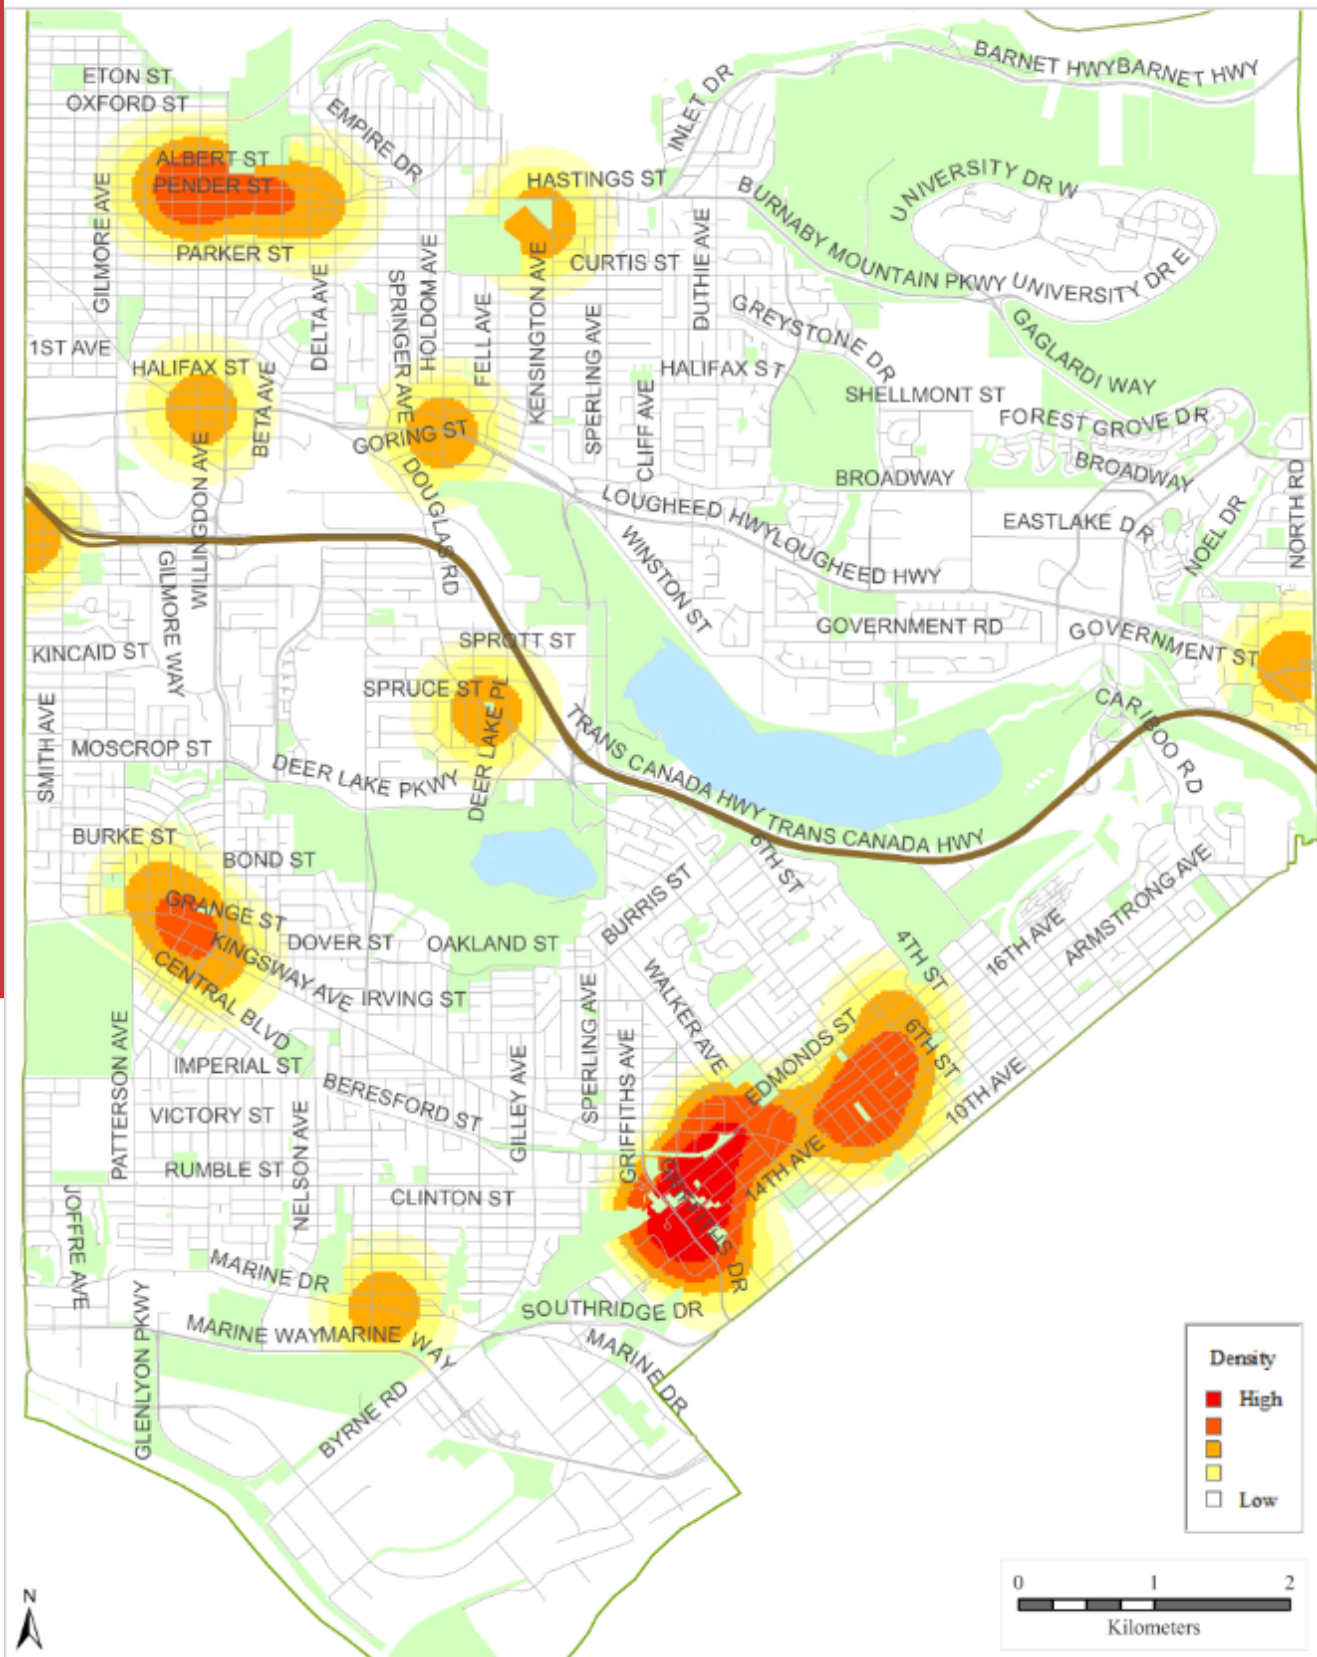 BARNET HWYBARNET HWY
ETON ST
OXFORD ST
INLET DR
EMPIRE DR
ALBERT ST
PENDER ST
HASTINGS ST
UNIVERSITY DR W
GILMORE AVE
BURNABY MOUNTAIN PKWY
DUTHIE AVE
PARKER ST
CURTIS ST
UNIVERSITY DR E
HOLDOM AVE
KENSINGTON AVE
DELTA AVE
SPRINGER AVE
FELL AVE
SPERLING AVE
GREYSTONE DR
GAGLARDI WAY
1ST AVE
HALIFAX ST
HALIFAX ST
BETA AVE
CLIFF AVE
SHELLMONT ST
FOREST GROVE DR
GORING ST
BROADWAY
BROADWAY
WILLINGDON AVE
DOUGLAS RD
LOUGHEED HWYLOUGHEED HWY
EASTLAKE DR
NOEL DR
NORTH RD
WINSTON ST
GILMORE WAY
SPROTT ST
GOVERNMENT RD
GOVERNMENT ST
KINCAID ST
SPRUCE ST
DEER LAKE PL
CARIBOO RD
SMITH AVE
MOSCROP ST
DEER LAKE PKWY
TRANS CANADA HWY TRANS CANADA HWY
BURKE ST
BOND ST
6TH ST
BURRIS ST
ARMSTRONG AVE
GRANGE ST
KINGSWAY AVE
DOVER ST
OAKLAND ST
4TH ST
16TH AVE
CENTRAL BLVD
IRVING ST
WALKER AVE
SPERLING AVE
GRIFFITHS AVE
EDMONDS ST
6TH ST
PATTERSON AVE
IMPERIAL ST
BERESFORD ST
GILLEY AVE
10TH AVE
VICTORY ST
NELSON AVE
RUMBLE ST
CLINTON ST
14TH AVE
GRIFFITHS DR
JOFFRE AVE
MARINE DR
GLENLYON PKWY
MARINE WAYMARINE WAY
SOUTHRIDGE DR
MARINE DR
BYRNE RD
Density
High
Low
N
0 1 2
Kilometers